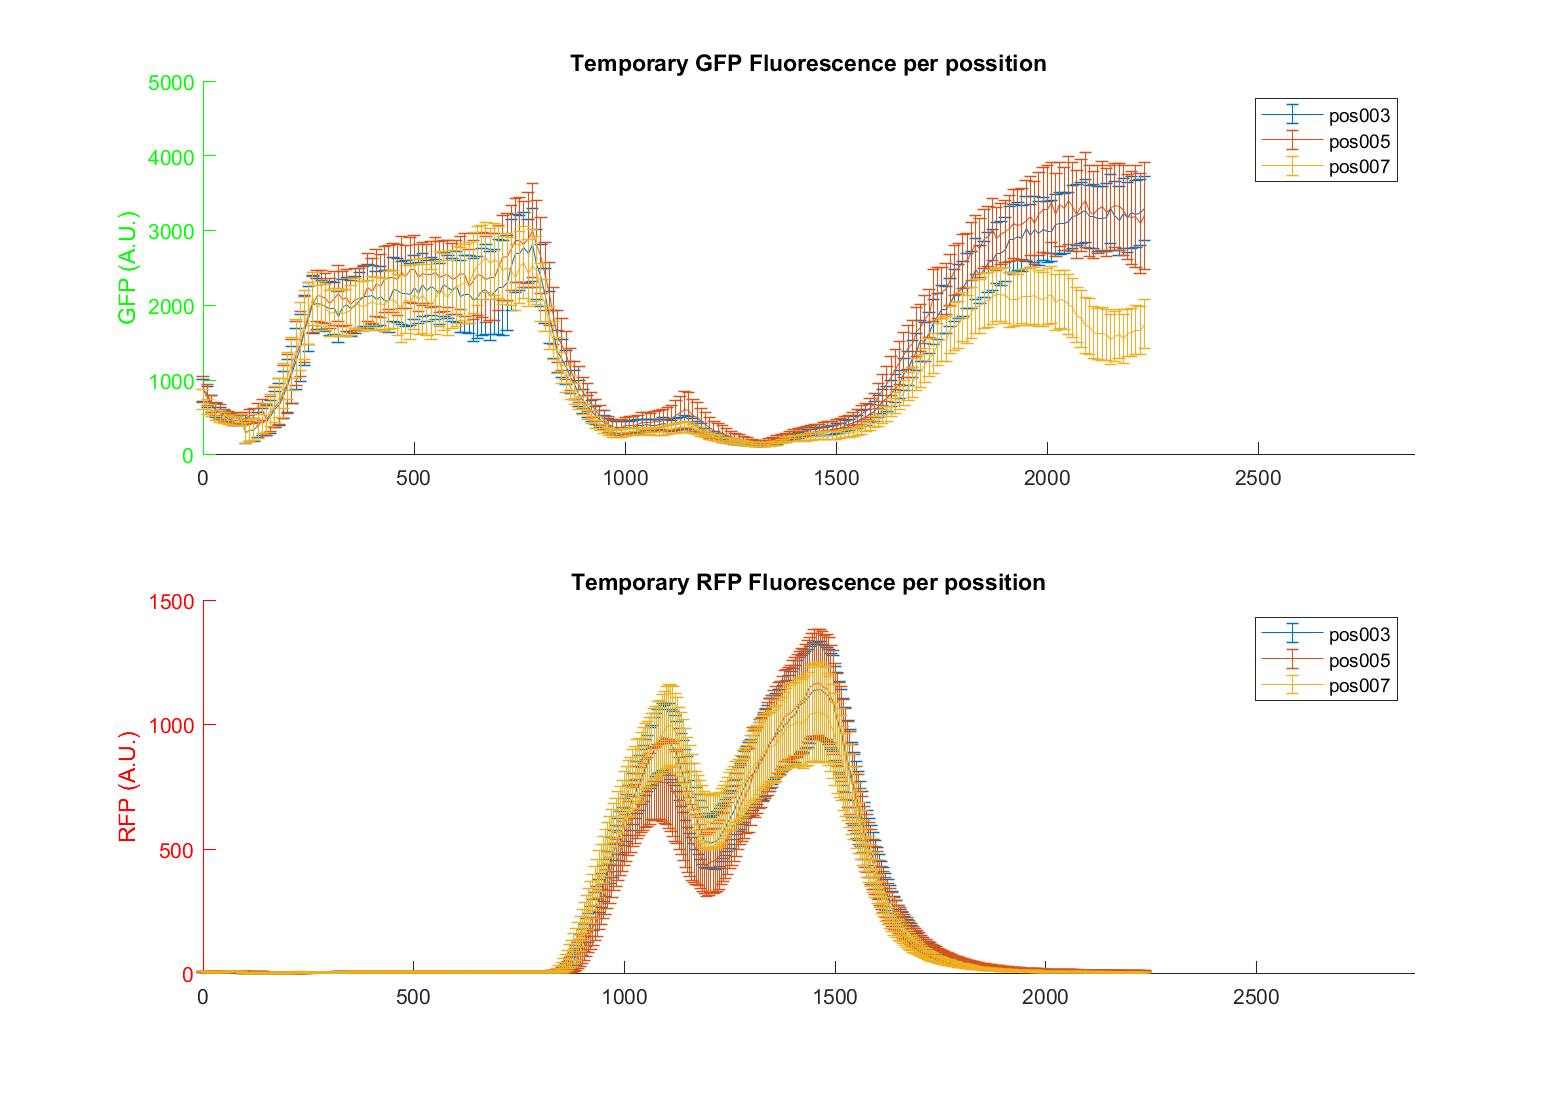 Temporary GFP Fluorescence per possition
5000
4000
3000
2000
1000
0
GFP (A.U.)
0 500 1000 1500 2000 2500
pos003
pos005
pos007
Temporary RFP Fluorescence per possition
1500
1000
500
0
RFP (A.U.)
0 500 1000 1500 2000 2500
pos003
pos005
pos007